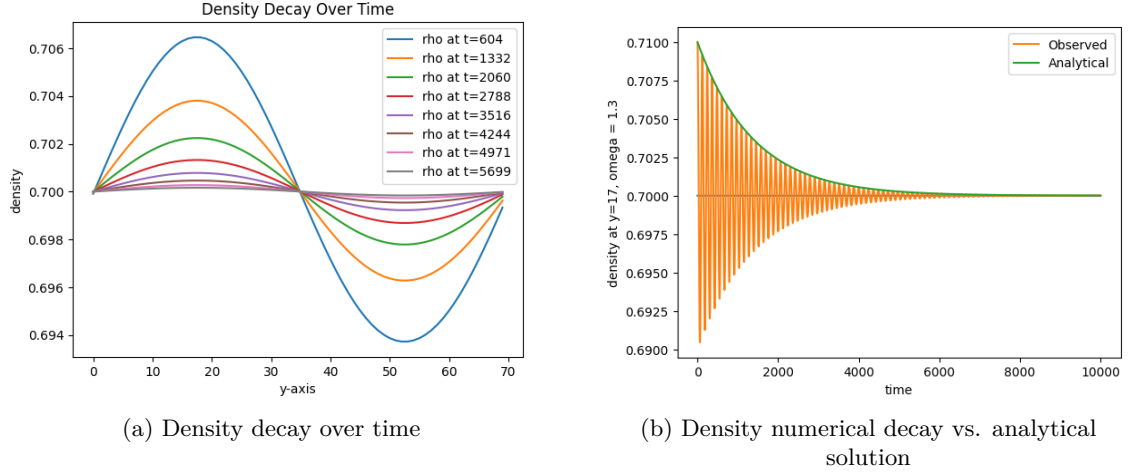 Density Decay Over Time
0.706
0.704
0.702
0.700
0.698
0.696
0.694
density
0
10
20
30
40
50
60
70
y-axis
rho at t=604
rho at t=1332
rho at t=2060
rho at t=2788
rho at t=3516
rho at t=4244
rho at t=4971
rho at t=5699
(a) Density decay over time
0.7100
0.7075
0.7050
0.7025
0.7000
0.6975
0.6950
0.6925
0.6900
density at y=17, omega = 1.3
0
2000
4000
6000
8000
10000
time
Observed
Analytical
(b) Density numerical decay vs. analytical
solution